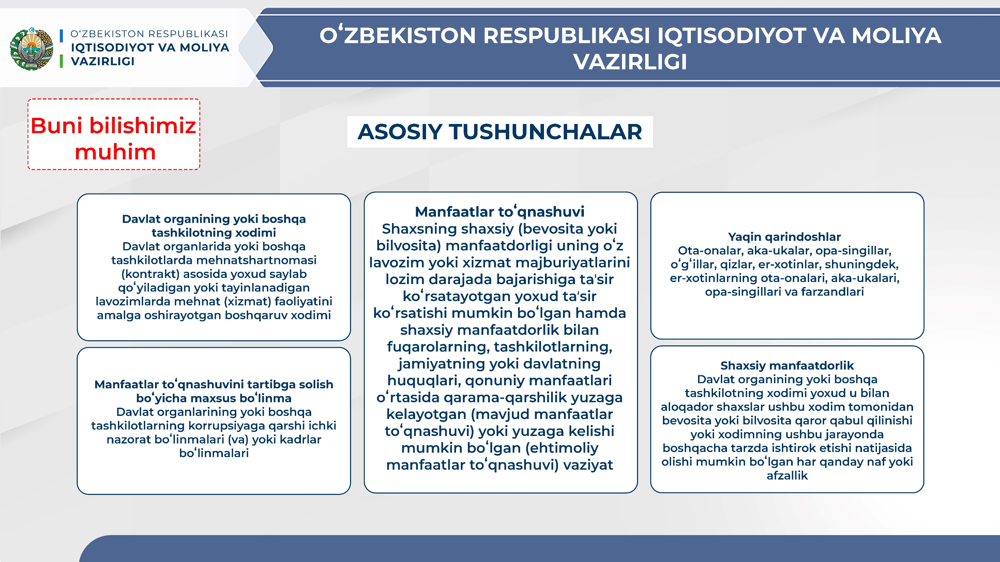 OʻZBEKISTON RESPUBLIKASI
IQTISODIYOT VA MOLIYA
VAZIRLIGI
OʻZBEKISTON RESPUBLIKASI IQTISODIYOT VA MOLIYA
VAZIRLIGI
Buni bilishimiz
muhim
ASOSIY TUSHUNCHALAR
Davlat organining yoki boshqa
tashkilotning xodimi
Davlat organlarida yoki boshqa
tashkilotlarda mehnatshartnomasi
(kontrakt) asosida yoxud saylab
qoʻyiladigan yoki tayinlanadigan
lavozimlarda mehnat (xizmat) faoliyatini
amalga oshirayotgan boshqaruv xodimi
Manfaatlar toʻqnashuvini tartibga solish
boʻyicha maxsus boʻlinma
Davlat organlarining yoki boshqa
tashkilotlarning korrupsiyaga qarshi ichki
nazorat boʻlinmalari (va) yoki kadrlar
boʻlinmalari
Manfaatlar toʻqnashuvi
Shaxsning shaxsiy (bevosita yoki
bilvosita) manfaatdorligi uning oʻz
lavozim yoki xizmat majburiyatlarini
lozim darajada bajarishiga ta'sir
koʻrsatayotgan yoxud ta'sir
koʻrsatishi mumkin boʻlgan hamda
shaxsiy manfaatdorlik bilan
fuqarolarning, tashkilotlarning,
jamiyatning yoki davlatning
huquqlari, qonuniy manfaatlari
oʻrtasida qarama-qarshilik yuzaga
kelayotgan (mavjud manfaatlar
toʻqnashuvi) yoki yuzaga kelishi
mumkin boʻlgan (ehtimoliy
manfaatlar toʻqnashuvi) vaziyat
Yaqin qarindoshlar
Ota-onalar, aka-ukalar, opa-singillar,
oʻgʻillar, qizlar, er-xotinlar, shuningdek,
er-xotinlarning ota-onalari, aka-ukalari,
opa-singillari va farzandlari
Shaxsiy manfaatdorlik
Davlat organining yoki boshqa
tashkilotning xodimi yoxud u bilan
aloqador shaxslar ushbu xodim tomonidan
bevosita yoki bilvosita qaror qabul qilinishi
yoki xodimning ushbu jarayonda
boshqacha tarzda ishtirok etishi natijasida
olishi mumkin boʻlgan har qanday naf yoki
afzallik